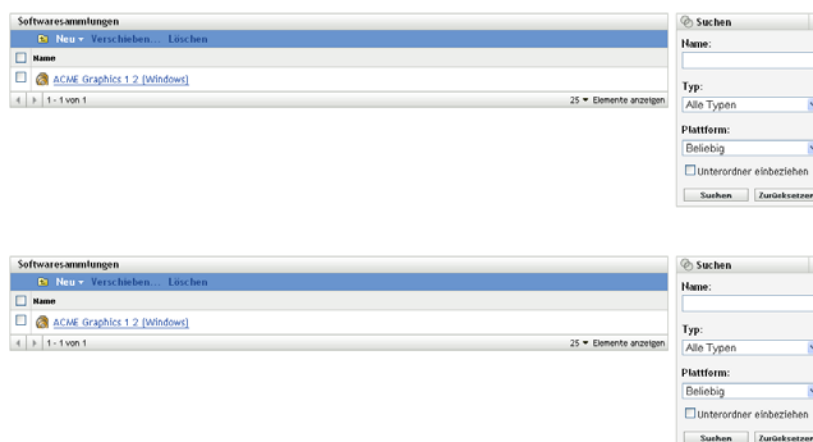 Softwaresammlungen
Neu Verschieben... Löschen
Name
ACME Graphics 1 2 (Windows)
1 - 1 von 1 25 Elemente anzeigen
Suchen
Name:
Typ:
Alle Typen
Plattform:
Beliebig
Unterordner einbeziehen
Suchen Zurücksetzen
Softwaresammlungen
Neu Verschieben... Löschen
Name
ACME Graphics 1 2 (Windows)
1 - 1 von 1 25 Elemente anzeigen
Suchen
Name:
Typ:
Alle Typen
Plattform:
Beliebig
Unterordner einbeziehen
Suchen Zurücksetzen